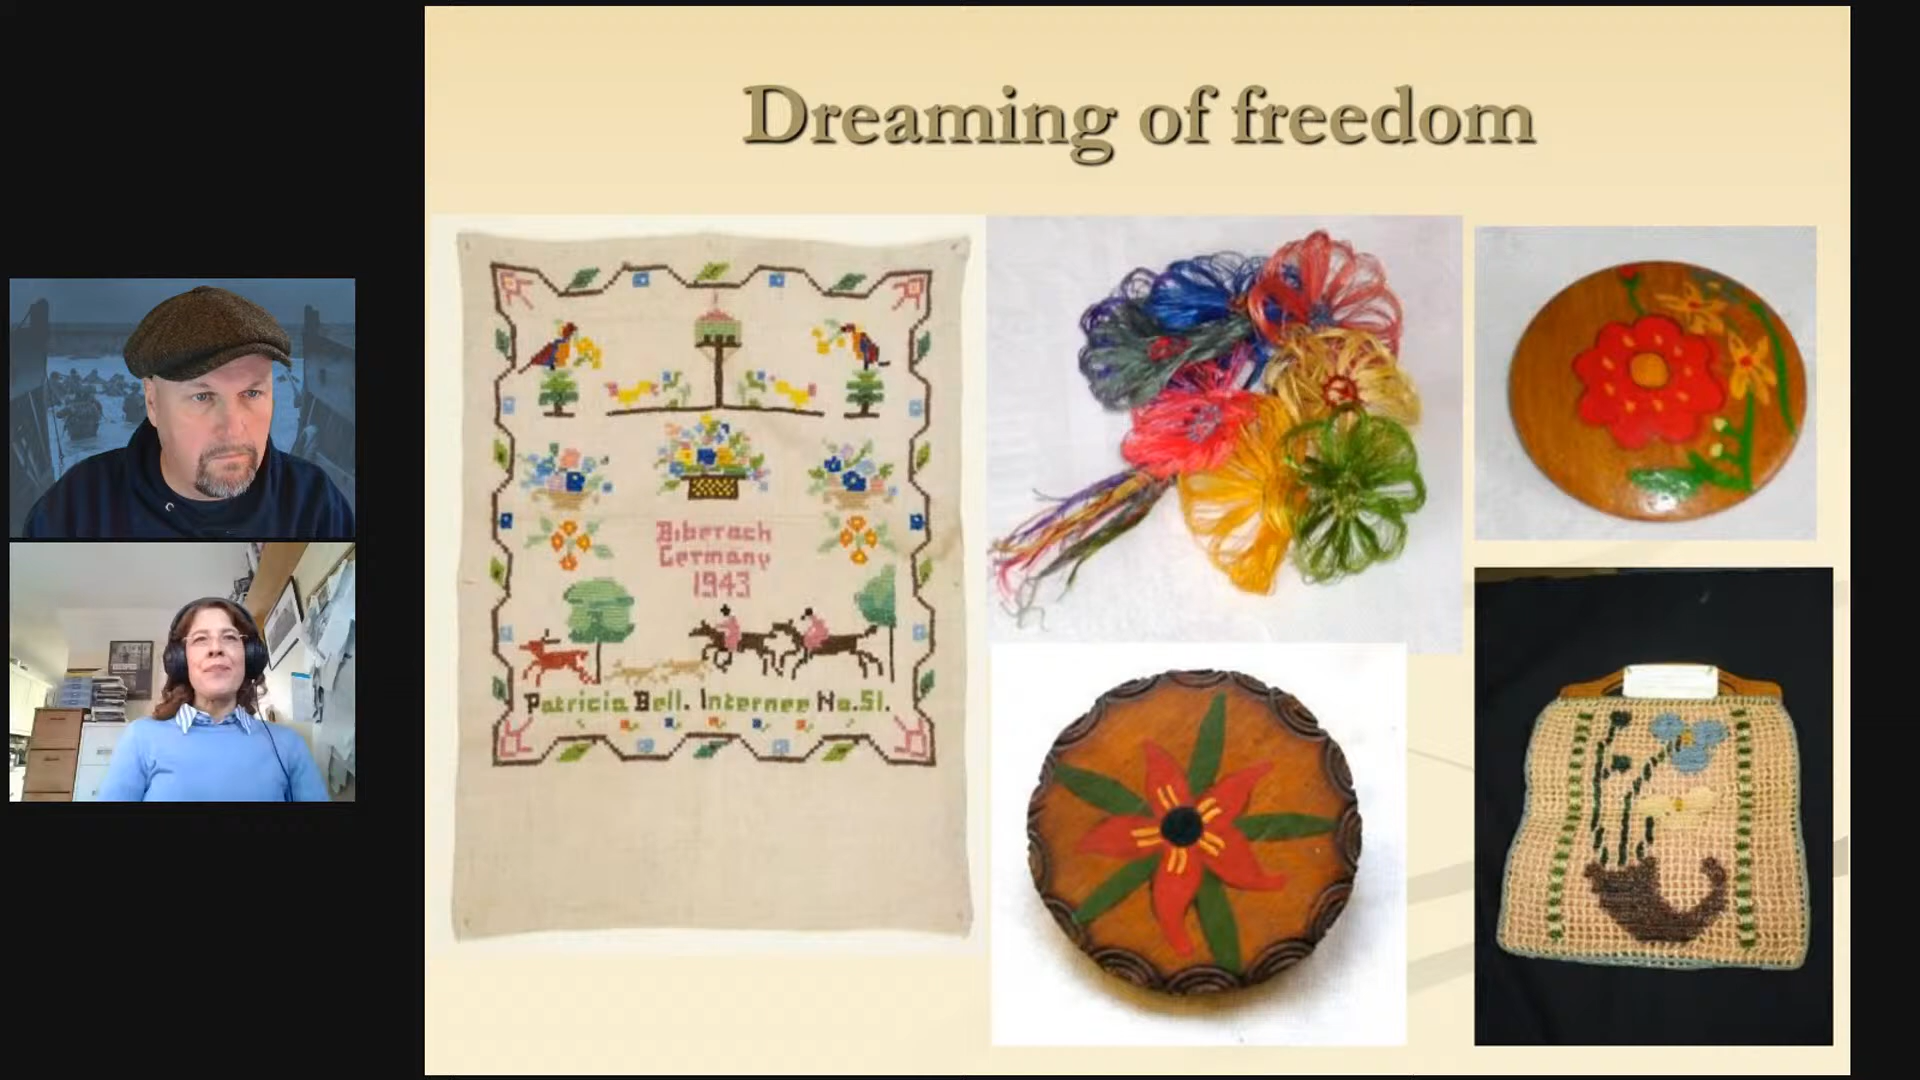 Dreaming of freedom
Biberach
Germany
1943
Patricia Bell. Internee No.51.